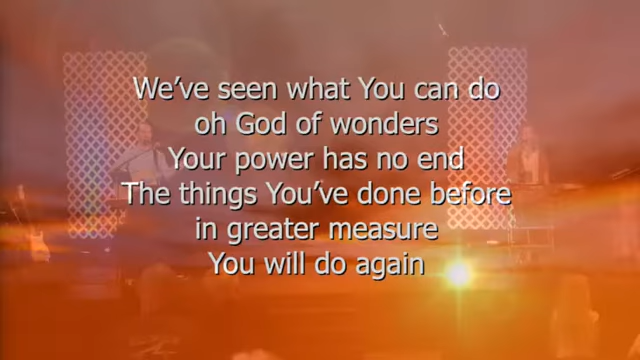 We've seen what You can do
oh God of wonders
Your power has no end
The things You've done before
in greater measure
You will do again